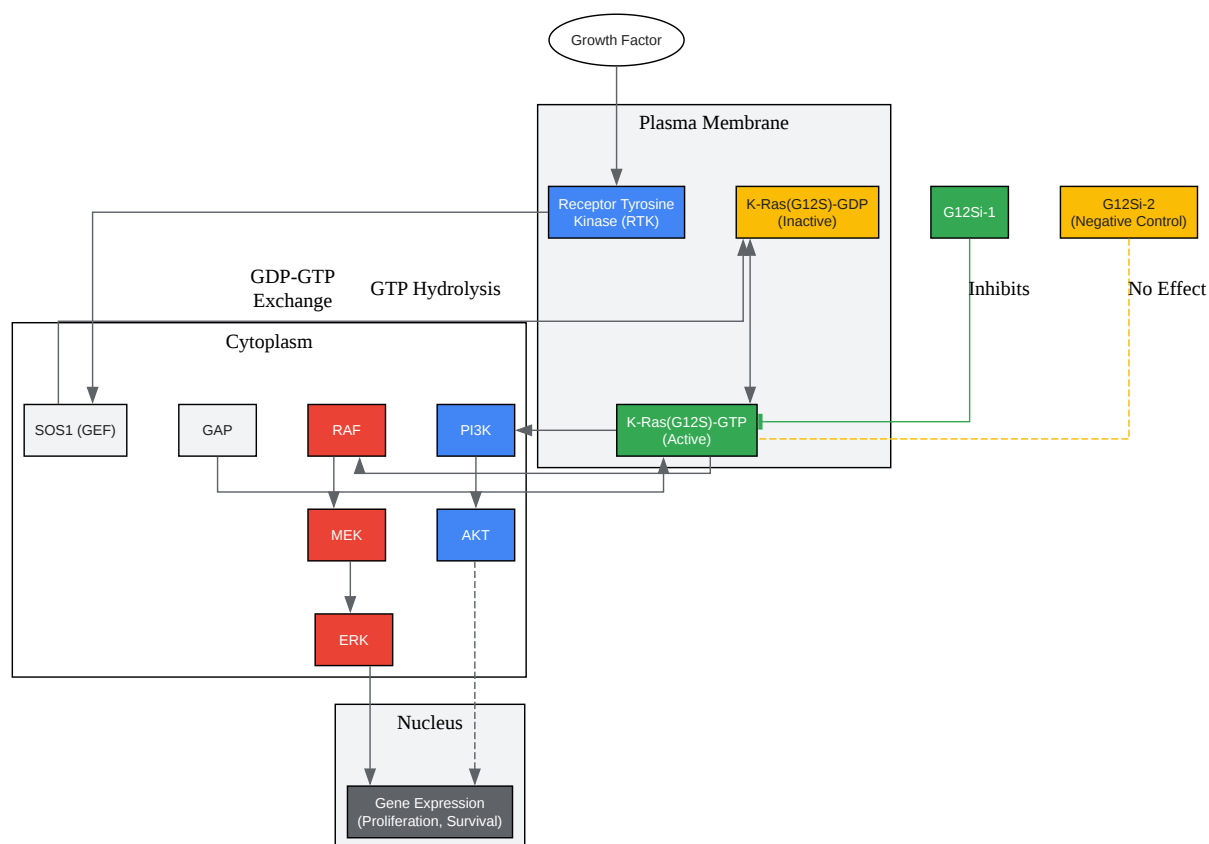 Growth Factor
Plasma Membrane
Receptor Tyrosine
Kinase (RTK)
K-Ras(G12S)-GDP
(Inactive)
G12Si-1
G12Si-2
(Negative Control)
GDP-GTP
Exchange
GTP Hydrolysis
Inhibits
No Effect
Cytoplasm
SOS1 (GEF)
GAP
RAF
PI3K
K-Ras(G12S)-GTP
(Active)
MEK
AKT
ERK
Nucleus
Gene Expression
(Proliferation, Survival)